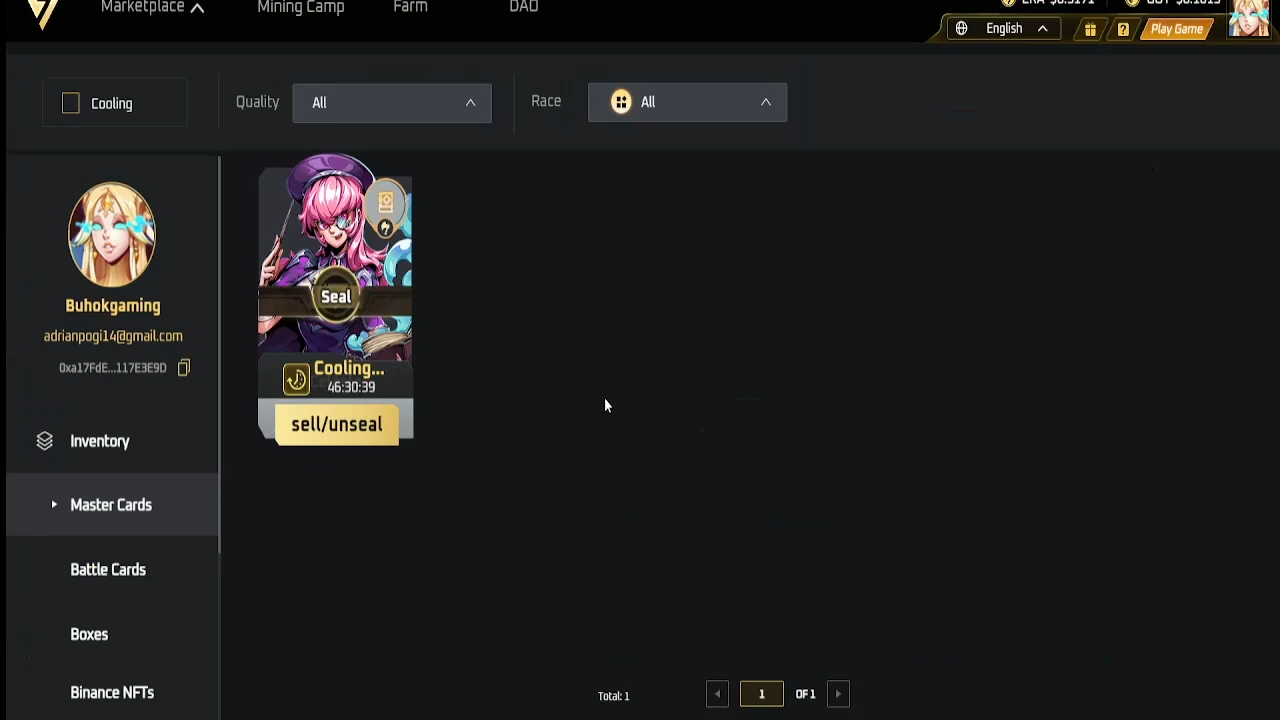 Marketplace
Mining Camp
Farm
DAO
English
Play Game
Cooling
Quality
All
Race
All
Buhokgaming
adrianpogi14@gmail.com
0xa17FdE...117E3E9D
Seal
Cooling...
46:30:39
sell/unseal
Inventory
Master Cards
Battle Cards
Boxes
Binance NFTs
Total: 1
1
OF 1